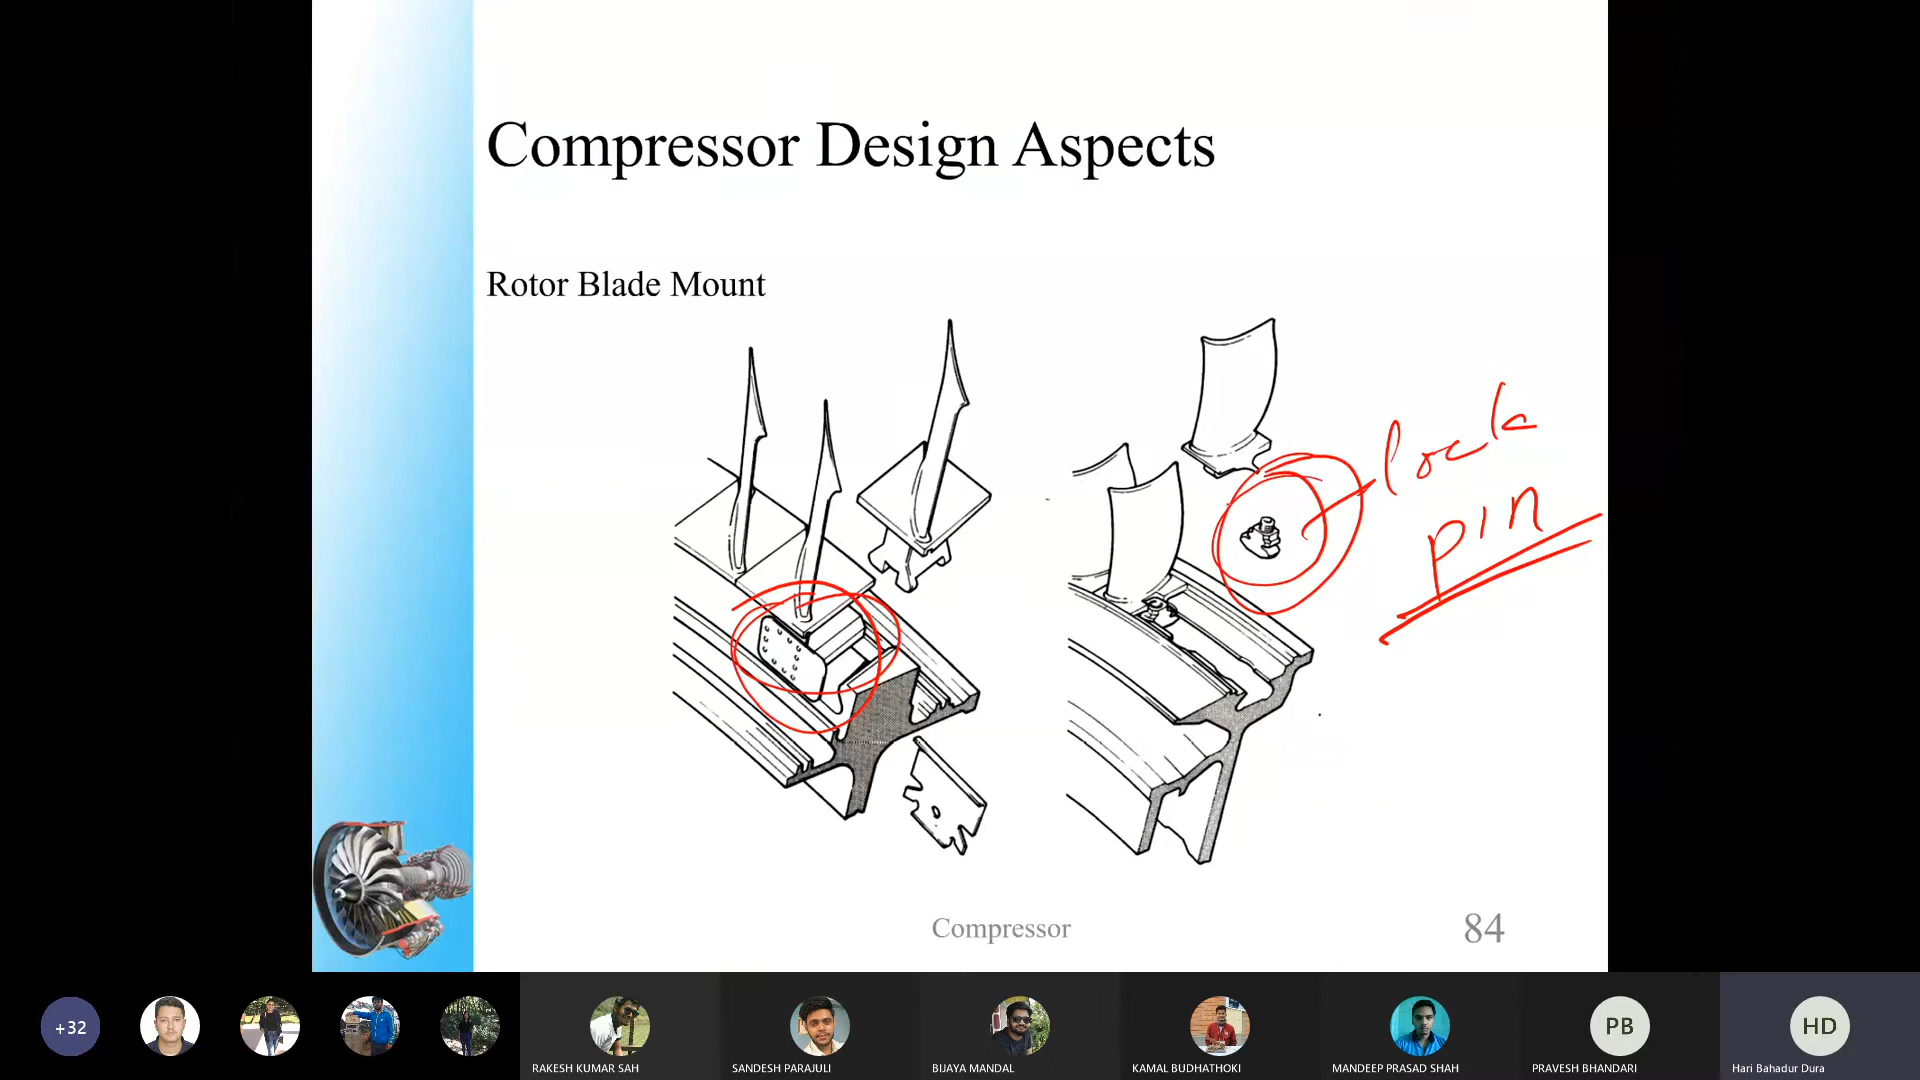 Compressor Design Aspects
Rotor Blade Mount
lock
pin
Compressor
84
+32
RAKESH KUMAR SAH
SANDESH PARAJULI
BIJAYA MANDAL
KAMAL BUDHATHOKI
MANDEEP PRASAD SHAH
PB
PRAVESH BHANDARI
HD
Hari Bahadur Dura